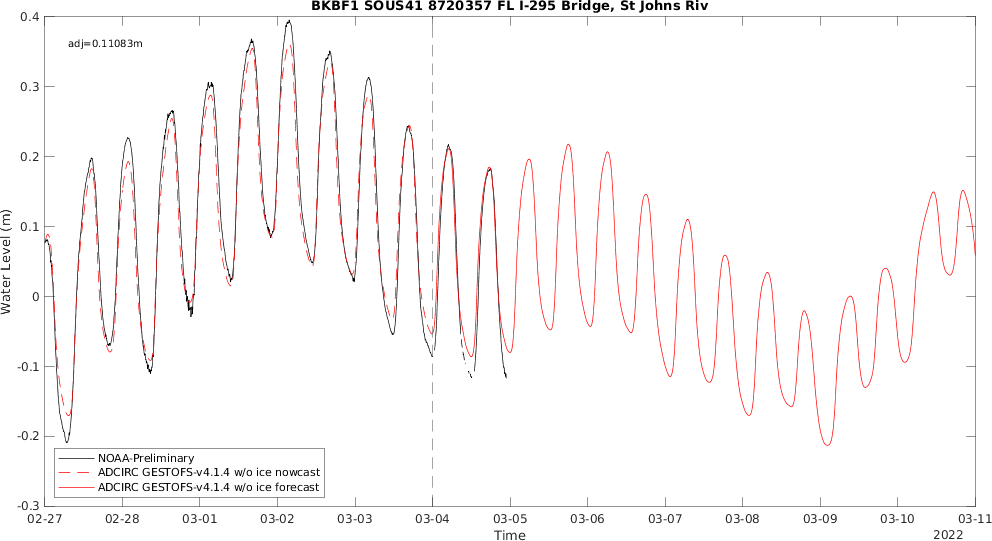 BKBF1 SOUS41 8720357 FL I-295 Bridge, St Johns Riv
adj=0.11083m
0.4
0.3
0.2
0.1
0
-0.1
-0.2
-0.3
Water Level (m)
NOAA-Preliminary
ADCIRC GESTOFS-v4.1.4 w/o ice nowcast
ADCIRC GESTOFS-v4.1.4 w/o ice forecast
02-27 02-28 03-01 03-02 03-03 03-04 03-05 03-06 03-07 03-08 03-09 03-10 03-11
Time
2022